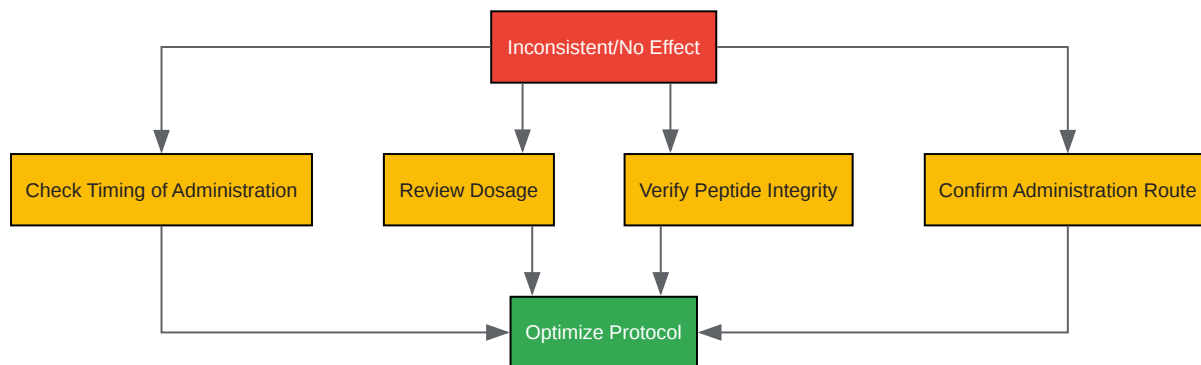 Inconsistent/No Effect
Check Timing of Administration
Review Dosage
Verify Peptide Integrity
Confirm Administration Route
Optimize Protocol